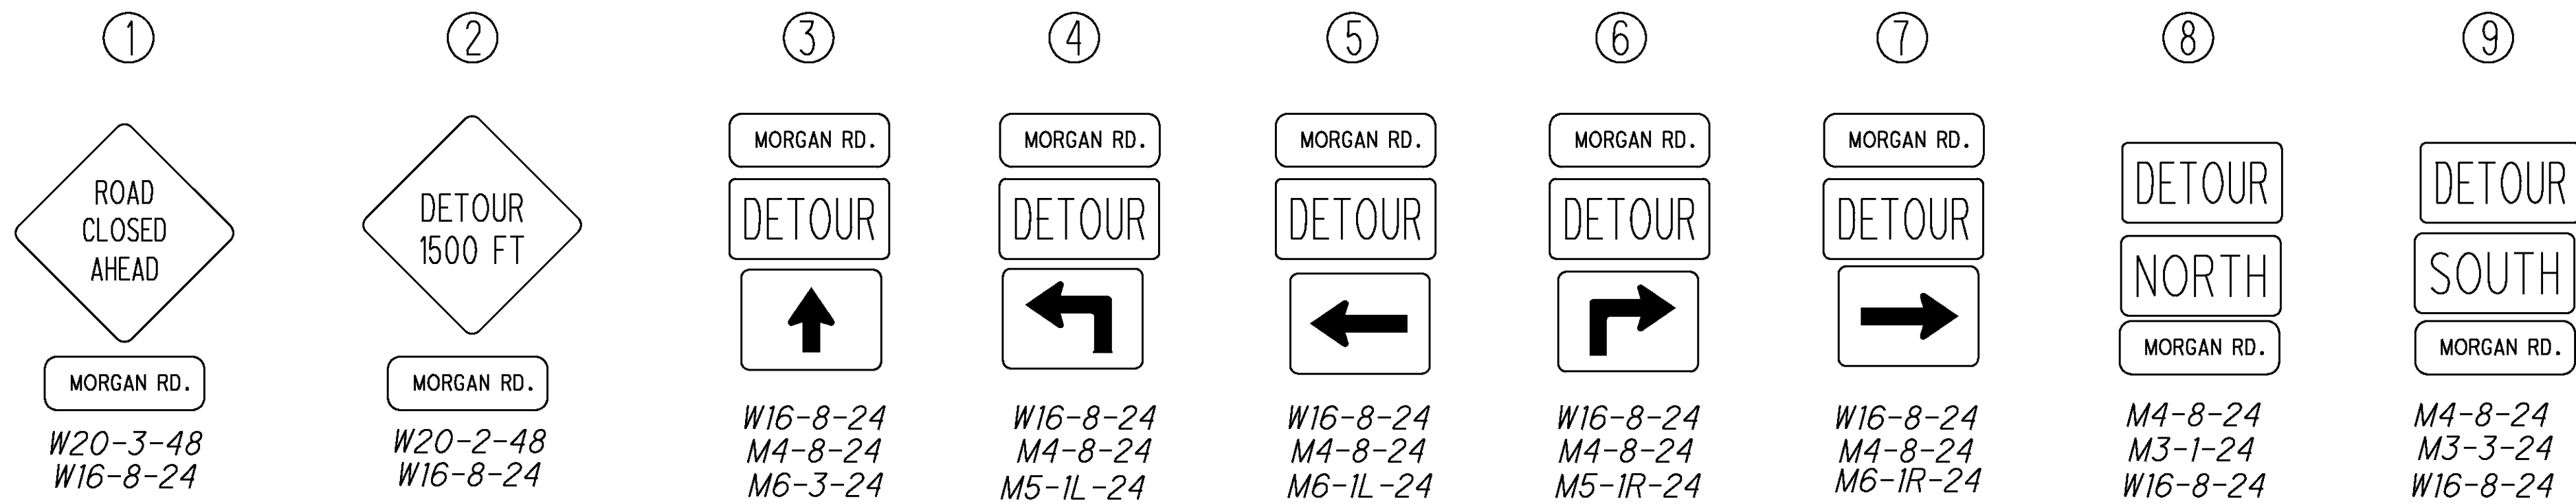 1
ROAD
CLOSED
AHEAD
MORGAN RD.
W20-3-48
W16-8-24
2
DETOUR
1500 FT
MORGAN RD.
W20-2-48
W16-8-24
3
MORGAN RD.
DETOUR
W16-8-24
M4-8-24
M6-3-24
4
MORGAN RD.
DETOUR
W16-8-24
M4-8-24
M5-1L-24
5
MORGAN RD.
DETOUR
W16-8-24
M4-8-24
M6-1L-24
6
MORGAN RD.
DETOUR
W16-8-24
M4-8-24
M5-1R-24
7
MORGAN RD.
DETOUR
W16-8-24
M4-8-24
M6-1R-24
8
DETOUR
NORTH
MORGAN RD.
M4-8-24
M3-1-24
W16-8-24
9
DETOUR
SOUTH
MORGAN RD.
M4-8-24
M3-3-24
W16-8-24